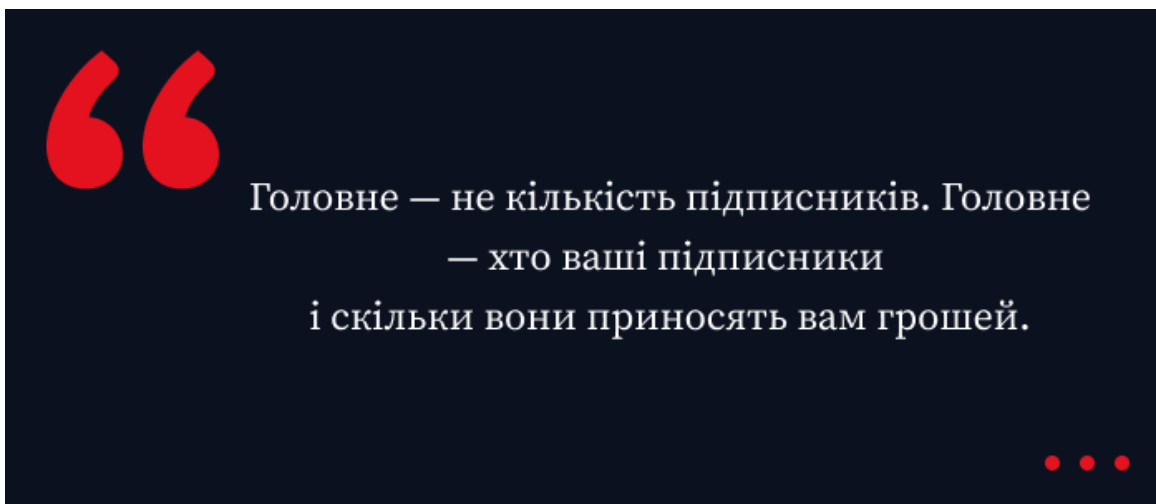 Головне — не кількість підписників. Головне
— хто ваші підписники
і скільки вони приносять вам грошей.